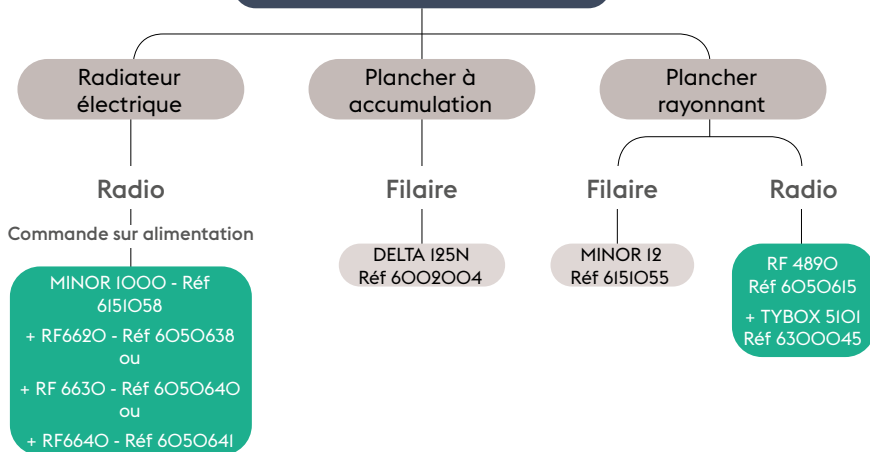 Radiateur
électrique
Plancher à
accumulation
Plancher
rayonnant
Radio
Filaire
Filaire
Radio
Commande sur alimentation
MINOR 1000 - Réf
6151058
+ RF6620 - Réf 6050638
ou
+ RF 6630 - Réf 6050640
ou
+ RF6640 - Réf 6050641
DELTA 125N
Réf 6002004
MINOR 12
Réf 6151055
RF 4890
Réf 6050615
+ TYBOX 5101
Réf 6300045